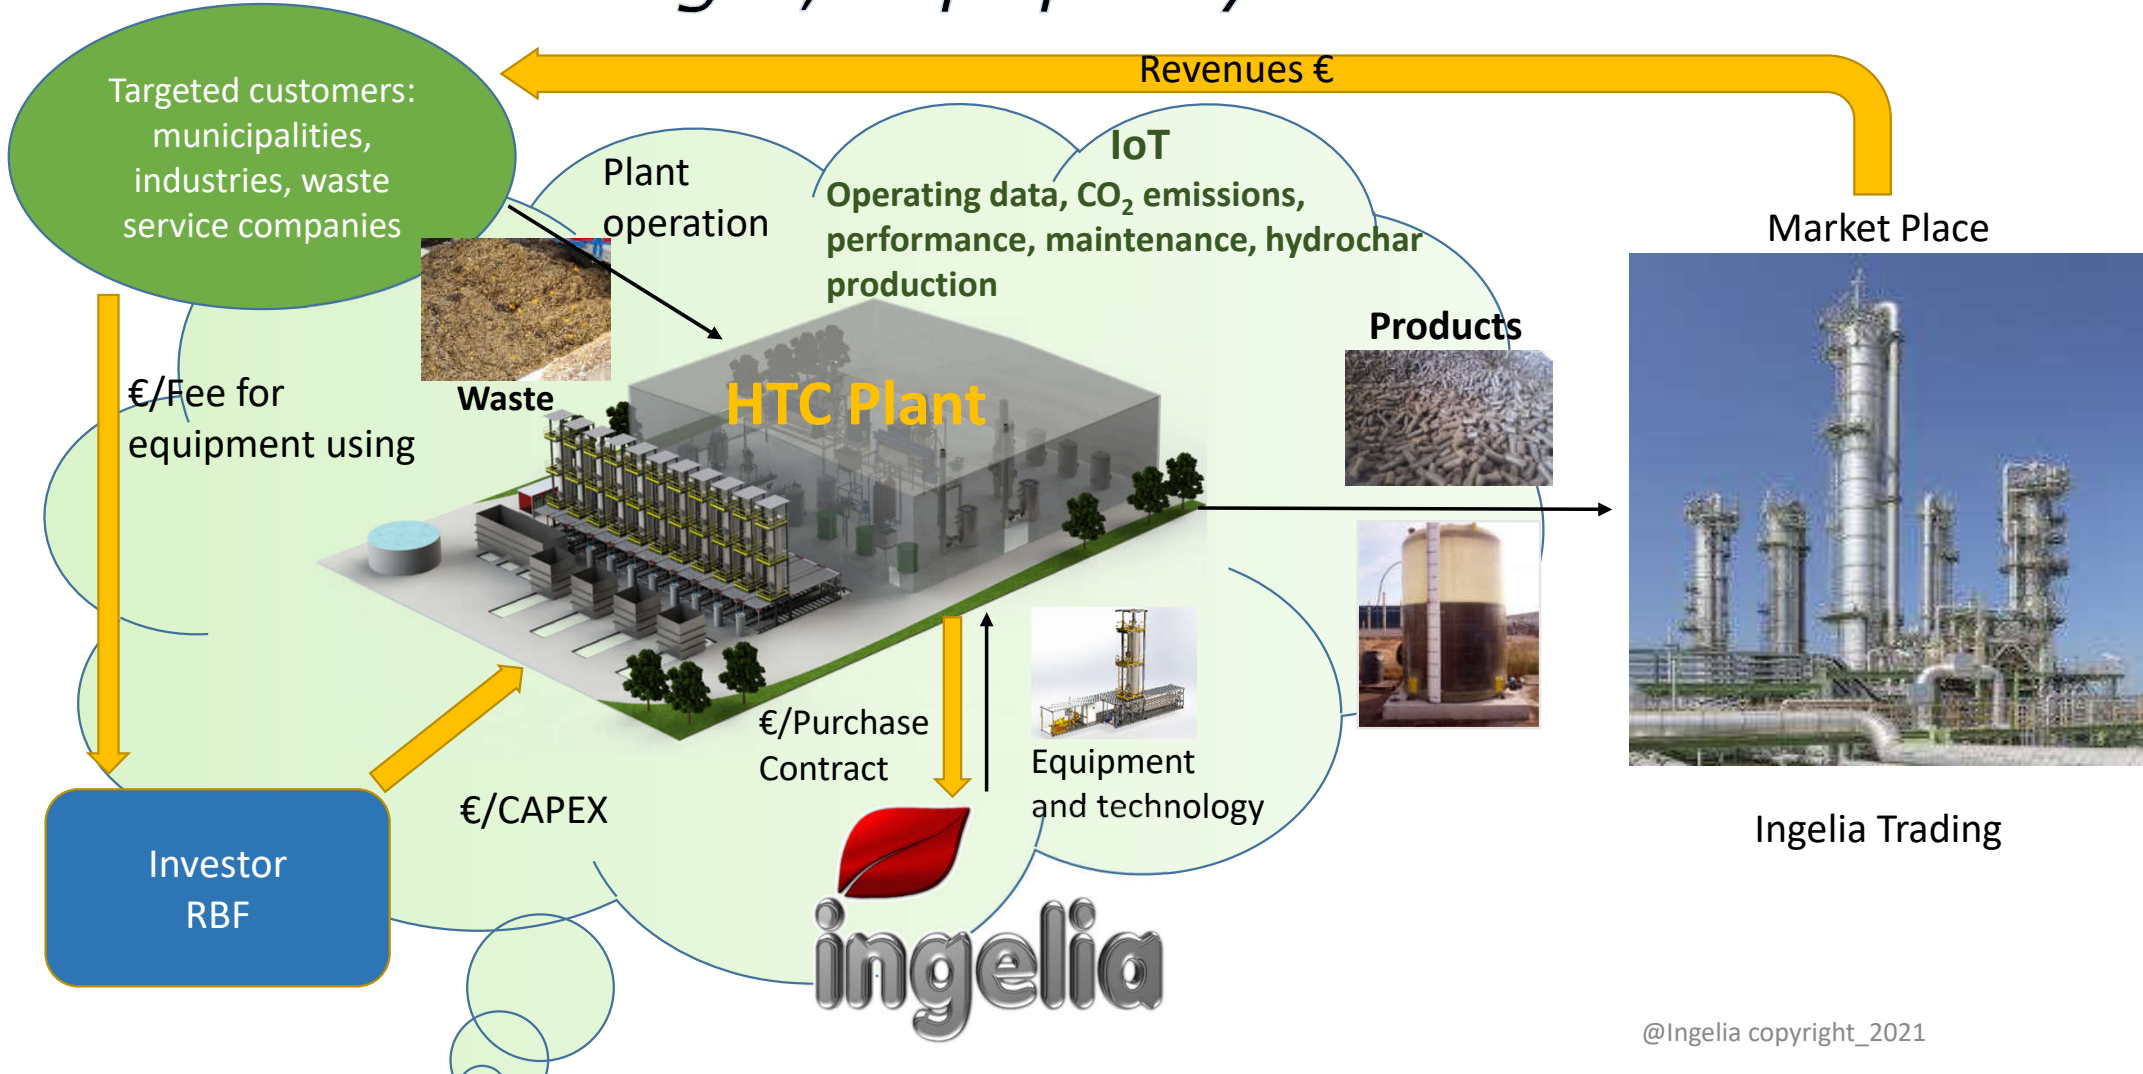 Revenues €
Targeted customers:
municipalities,
industries, waste
service companies
Plant
operation
IoT
Operating data, CO₂ emissions,
performance, maintenance, hydrochar
production
Market Place
Products
Waste
HTC Plant
€/Fee for
equipment using
€/Purchase
Contract
Equipment
and technology
€/CAPEX
Investor
RBF
ingelia
Ingelia Trading
@Ingelia copyright_2021